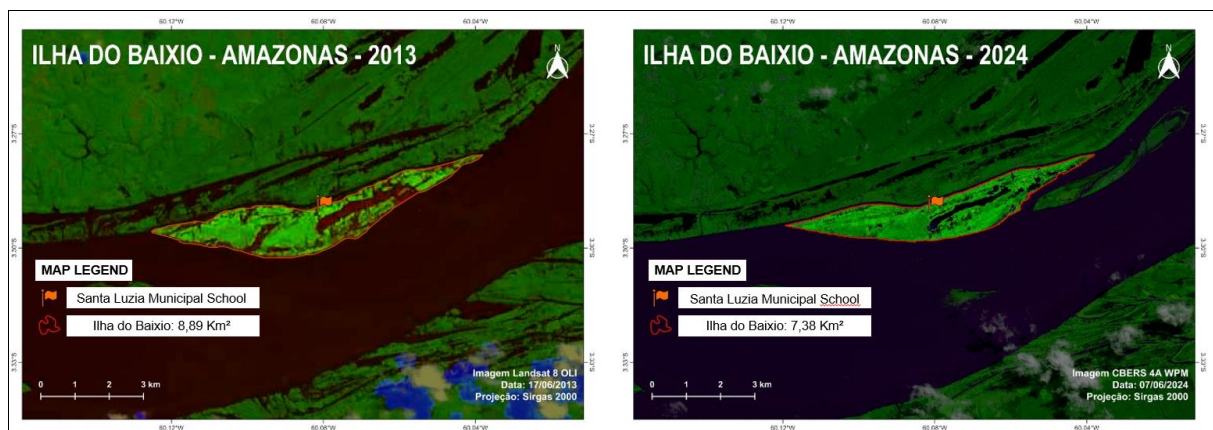 60.12°W 60.08°W 60.04°W
ILHA DO BAIXIO - AMAZONAS - 2013
N
3.27°S
3.27°S
3.30°S
3.30°S
MAP LEGEND
Santa Luzia Municipal School
Ilha do Baixio: 8,89 Km²
3.33°S
3.33°S
0 1 2 3 km
Imagem Landsat 8 OLI
Data: 17/06/2013
Projeção: Sirgas 2000
60.12°W 60.08°W 60.04°W
60.12°W 60.08°W 60.04°W
ILHA DO BAIXIO - AMAZONAS - 2024
N
3.27°S
3.27°S
3.30°S
3.30°S
MAP LEGEND
Santa Luzia Municipal School
Ilha do Baixio: 7,38 Km²
3.33°S
3.33°S
0 1 2 3 km
Imagem CBERS 4A WPM
Data: 07/06/2024
Projeção: Sirgas 2000
60.12°W 60.08°W 60.04°W